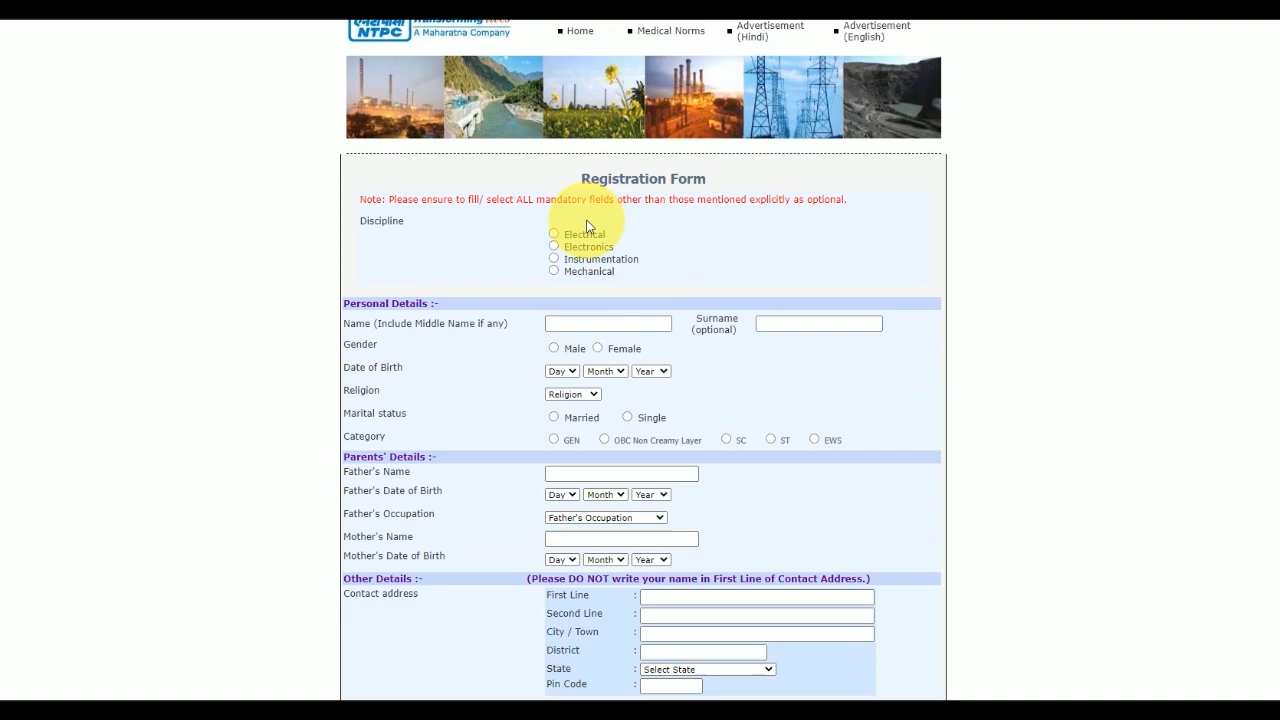 एनटीपीसी Transforming lives
NTPC A Maharatna Company
Home Medical Norms Advertisement (Hindi) Advertisement (English)
Registration Form
Note: Please ensure to fill/ select ALL mandatory fields other than those mentioned explicitly as optional.
Discipline
Electrical
Electronics
Instrumentation
Mechanical
Personal Details :-
Name (Include Middle Name if any) Surname (optional)
Gender Male Female
Date of Birth Day Month Year
Religion Religion
Marital status Married Single
Category GEN OBC Non Creamy Layer SC ST EWS
Parents' Details :-
Father's Name
Father's Date of Birth Day Month Year
Father's Occupation Father's Occupation
Mother's Name
Mother's Date of Birth Day Month Year
Other Details :- (Please DO NOT write your name in First Line of Contact Address.)
Contact address First Line :
Second Line :
City / Town :
District :
State : Select State
Pin Code :